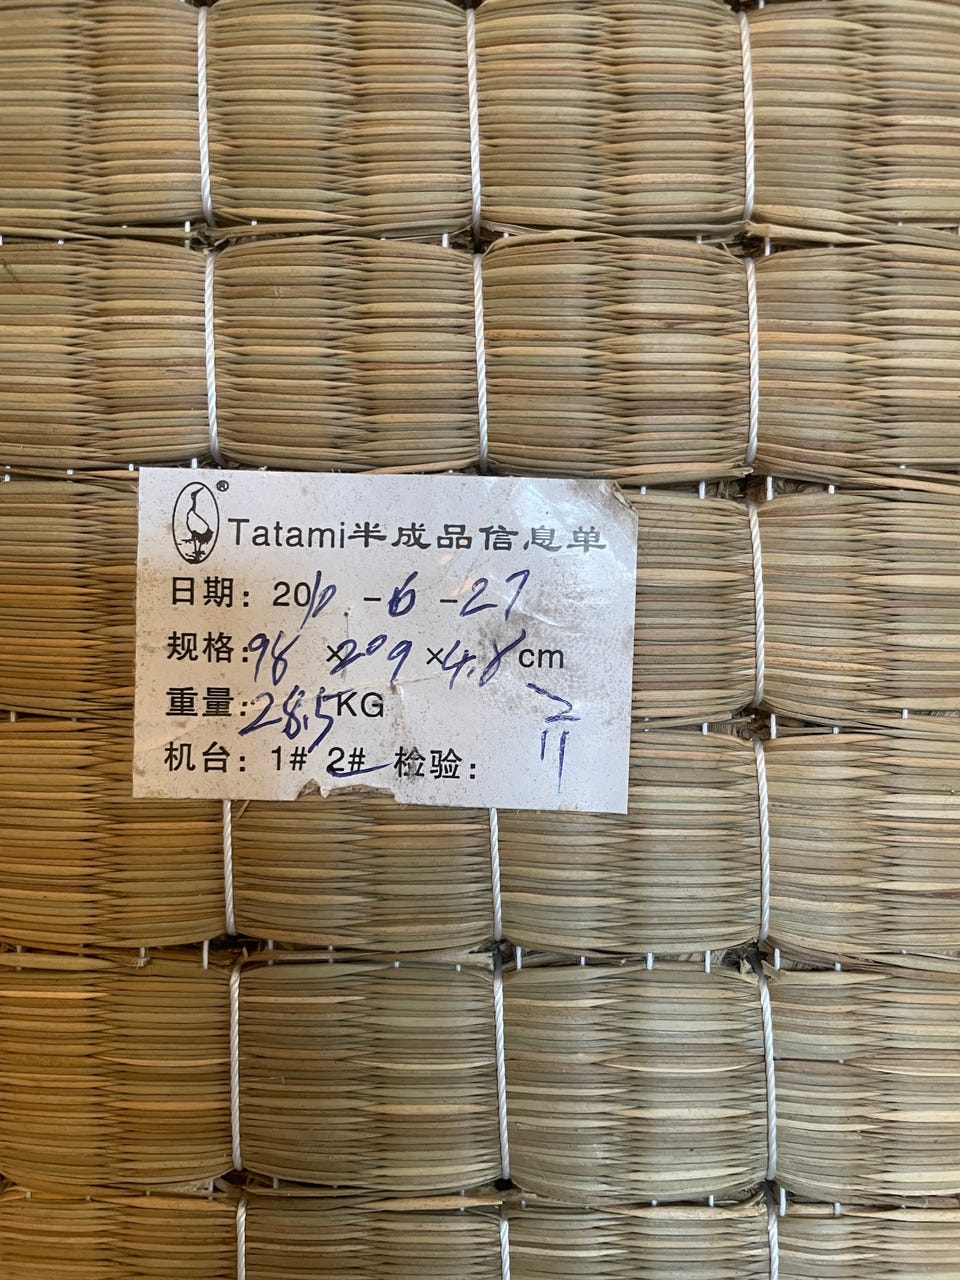 ®
Tatami半成品信息单
日期：20 -6-27
规格：98×209×4.8cm
重量：28.5KG
机台：1# 2# 检验：